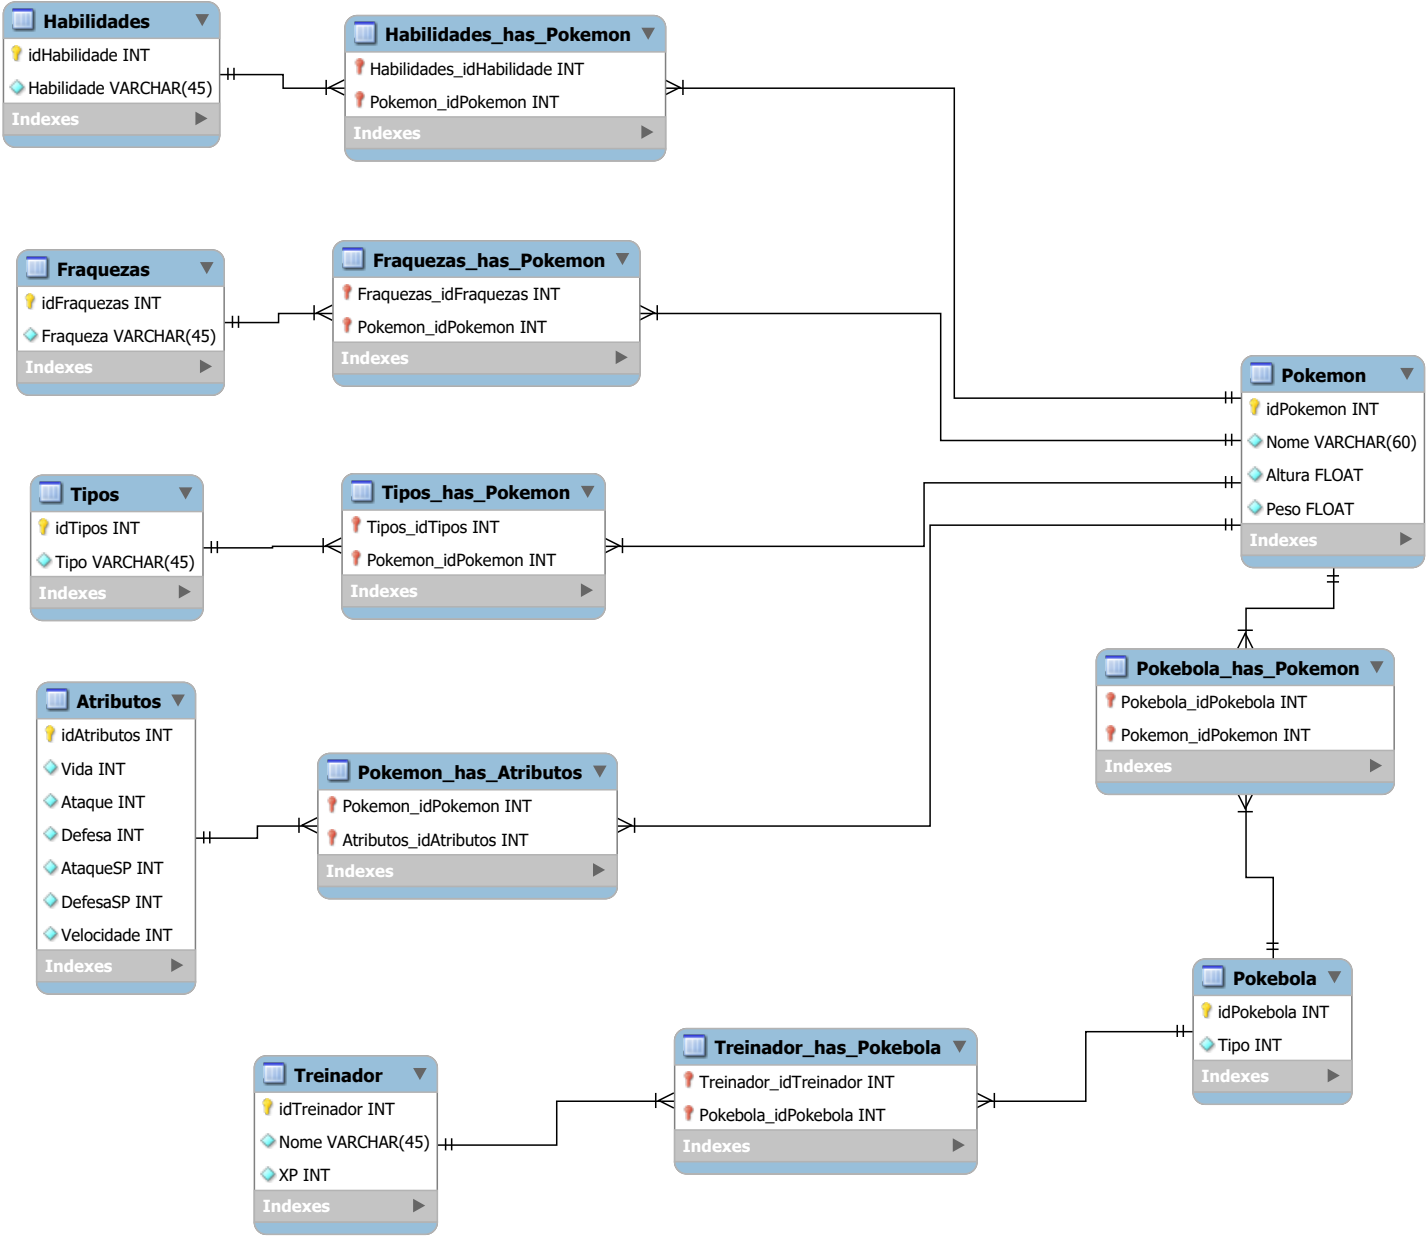 Habilidades
idHabilidade INT
Habilidade VARCHAR(45)
Indexes
Habilidades_has_Pokemon
Habilidades_idHabilidade INT
Pokemon_idPokemon INT
Indexes
Fraquezas
idFraquezas INT
Fraqueza VARCHAR(45)
Indexes
Fraquezas_has_Pokemon
Fraquezas_idFraquezas INT
Pokemon_idPokemon INT
Indexes
Pokemon
idPokemon INT
Nome VARCHAR(60)
Altura FLOAT
Peso FLOAT
Indexes
Tipos
idTipos INT
Tipo VARCHAR(45)
Indexes
Tipos_has_Pokemon
Tipos_idTipos INT
Pokemon_idPokemon INT
Indexes
Pokebola_has_Pokemon
Pokebola_idPokebola INT
Pokemon_idPokemon INT
Indexes
Atributos
idAtributos INT
Vida INT
Ataque INT
Defesa INT
AtaqueSP INT
DefesaSP INT
Velocidade INT
Indexes
Pokemon_has_Atributos
Pokemon_idPokemon INT
Atributos_idAtributos INT
Indexes
Pokebola
idPokebola INT
Tipo INT
Indexes
Treinador_has_Pokebola
Treinador_idTreinador INT
Pokebola_idPokebola INT
Indexes
Treinador
idTreinador INT
Nome VARCHAR(45)
XP INT
Indexes